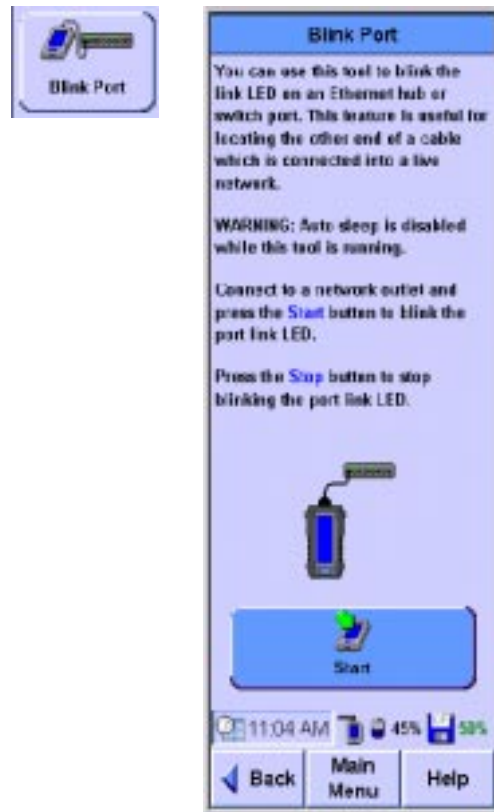 Blink Port
Blink Port
You can use this tool to blink the
link LED on an Ethernet hub or
switch port. This feature is useful for
locating the other end of a cable
which is connected into a live
network.
WARNING: Auto sleep is disabled
while this tool is running.
Connect to a network outlet and
press the Start button to blink the
port link LED.
Press the Stop button to stop
blinking the port link LED.
Start
11:04 AM 45% 58%
Back Main Menu Help